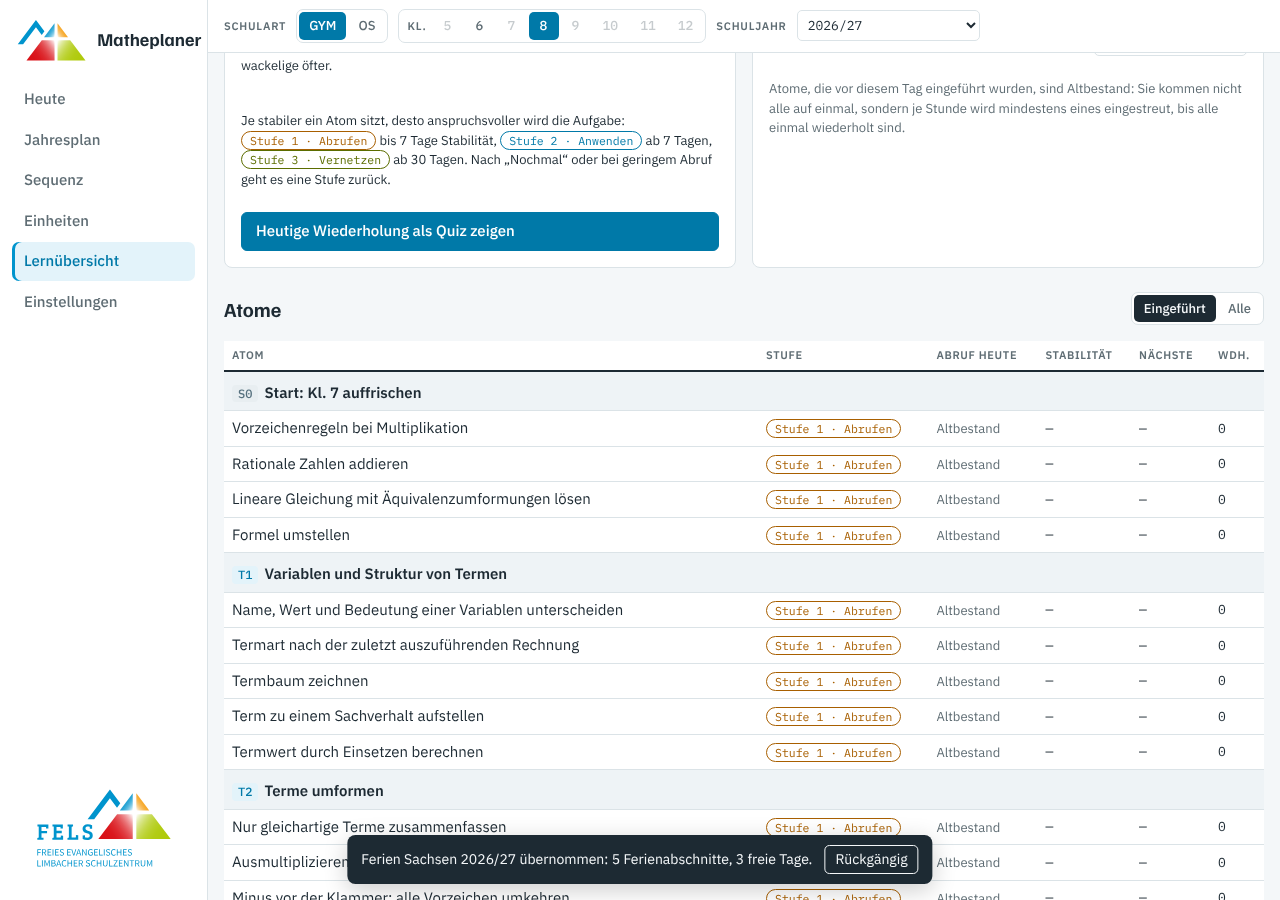 Matheplaner
SCHULART GYM OS KL. 5 6 7 8 9 10 11 12 SCHULJAHR 2026/27
Heute
Jahresplan
Sequenz
Einheiten
Lernübersicht
Einstellungen
FELS
FREIES EVANGELISCHES
LIMBACHER SCHULZENTRUM
wackelige öfter.
Je stabiler ein Atom sitzt, desto anspruchsvoller wird die Aufgabe:
Stufe 1 · Abrufen bis 7 Tage Stabilität, Stufe 2 · Anwenden ab 7 Tagen,
Stufe 3 · Vernetzen ab 30 Tagen. Nach „Nochmal“ oder bei geringem Abruf
geht es eine Stufe zurück.
Heutige Wiederholung als Quiz zeigen
Atome, die vor diesem Tag eingeführt wurden, sind Altbestand: Sie kommen nicht
alle auf einmal, sondern je Stunde wird mindestens eines eingestreut, bis alle
einmal wiederholt sind.
Atome
Eingeführt Alle
ATOM STUFE ABRUF HEUTE STABILITÄT NÄCHSTE WDH.
S0 Start: Kl. 7 auffrischen
Vorzeichenregeln bei Multiplikation Stufe 1 · Abrufen Altbestand – – 0
Rationale Zahlen addieren Stufe 1 · Abrufen Altbestand – – 0
Lineare Gleichung mit Äquivalenzumformungen lösen Stufe 1 · Abrufen Altbestand – – 0
Formel umstellen Stufe 1 · Abrufen Altbestand – – 0
T1 Variablen und Struktur von Termen
Name, Wert und Bedeutung einer Variablen unterscheiden Stufe 1 · Abrufen Altbestand – – 0
Termart nach der zuletzt auszuführenden Rechnung Stufe 1 · Abrufen Altbestand – – 0
Termbaum zeichnen Stufe 1 · Abrufen Altbestand – – 0
Term zu einem Sachverhalt aufstellen Stufe 1 · Abrufen Altbestand – – 0
Termwert durch Einsetzen berechnen Stufe 1 · Abrufen Altbestand – – 0
T2 Terme umformen
Nur gleichartige Terme zusammenfassen Stufe 1 · Abrufen Altbestand – – 0
Ausmultiplizieren Altbestand – – 0
Minus vor der Klammer: alle Vorzeichen umkehren Stufe 1 · Abrufen Altbestand – – 0
Ferien Sachsen 2026/27 übernommen: 5 Ferienabschnitte, 3 freie Tage. Rückgängig